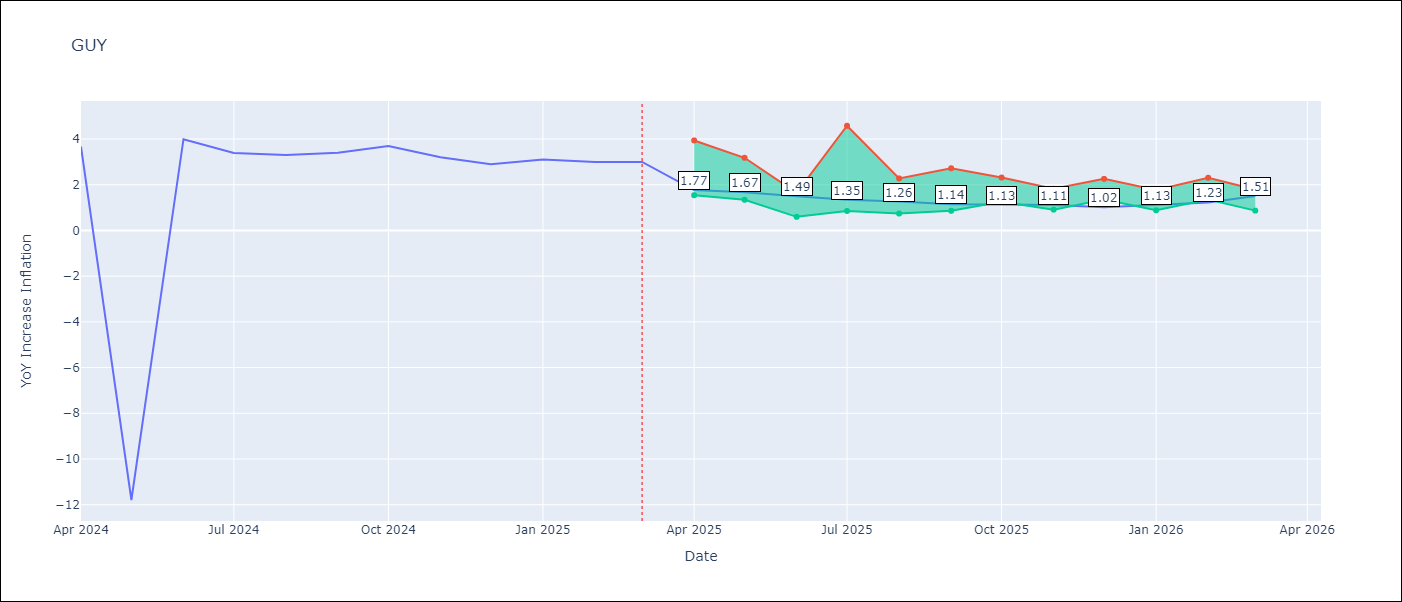 GUY
YoY Increase Inflation
4
2
0
−2
−4
−6
−8
−10
−12
1.77
1.67
1.49
1.35
1.26
1.14
1.13
1.11
1.02
1.13
1.23
1.51
Apr 2024
Jul 2024
Oct 2024
Jan 2025
Apr 2025
Jul 2025
Oct 2025
Jan 2026
Apr 2026
Date